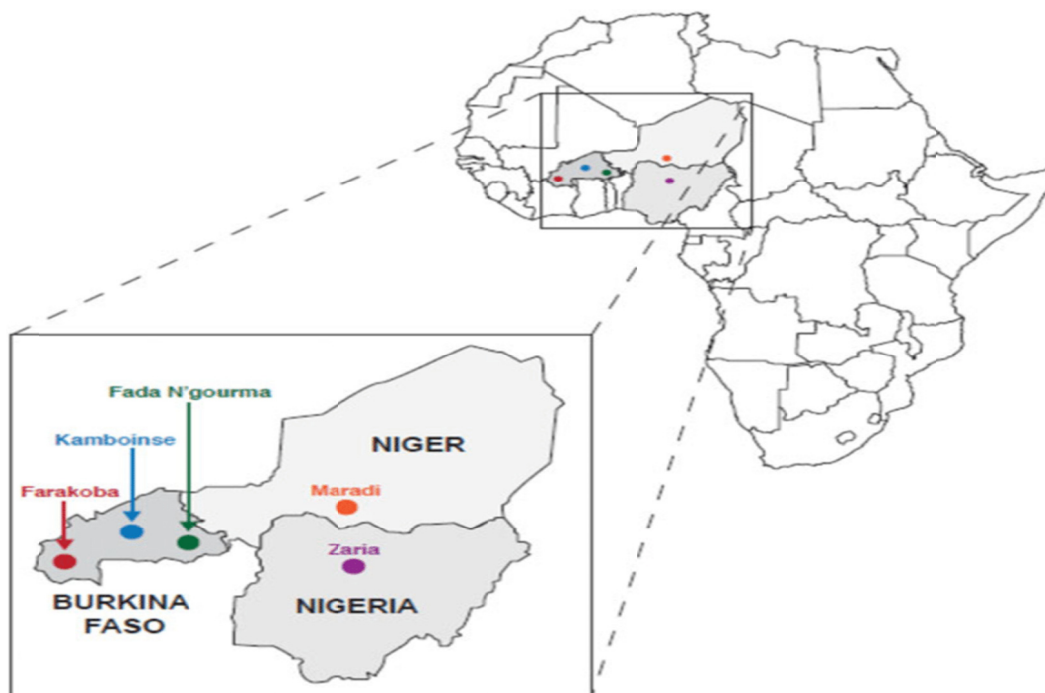 Fada N'gourma
Kamboinse
NIGER
Farakoba
Maradi
Zaria
BURKINA
FASO
NIGERIA